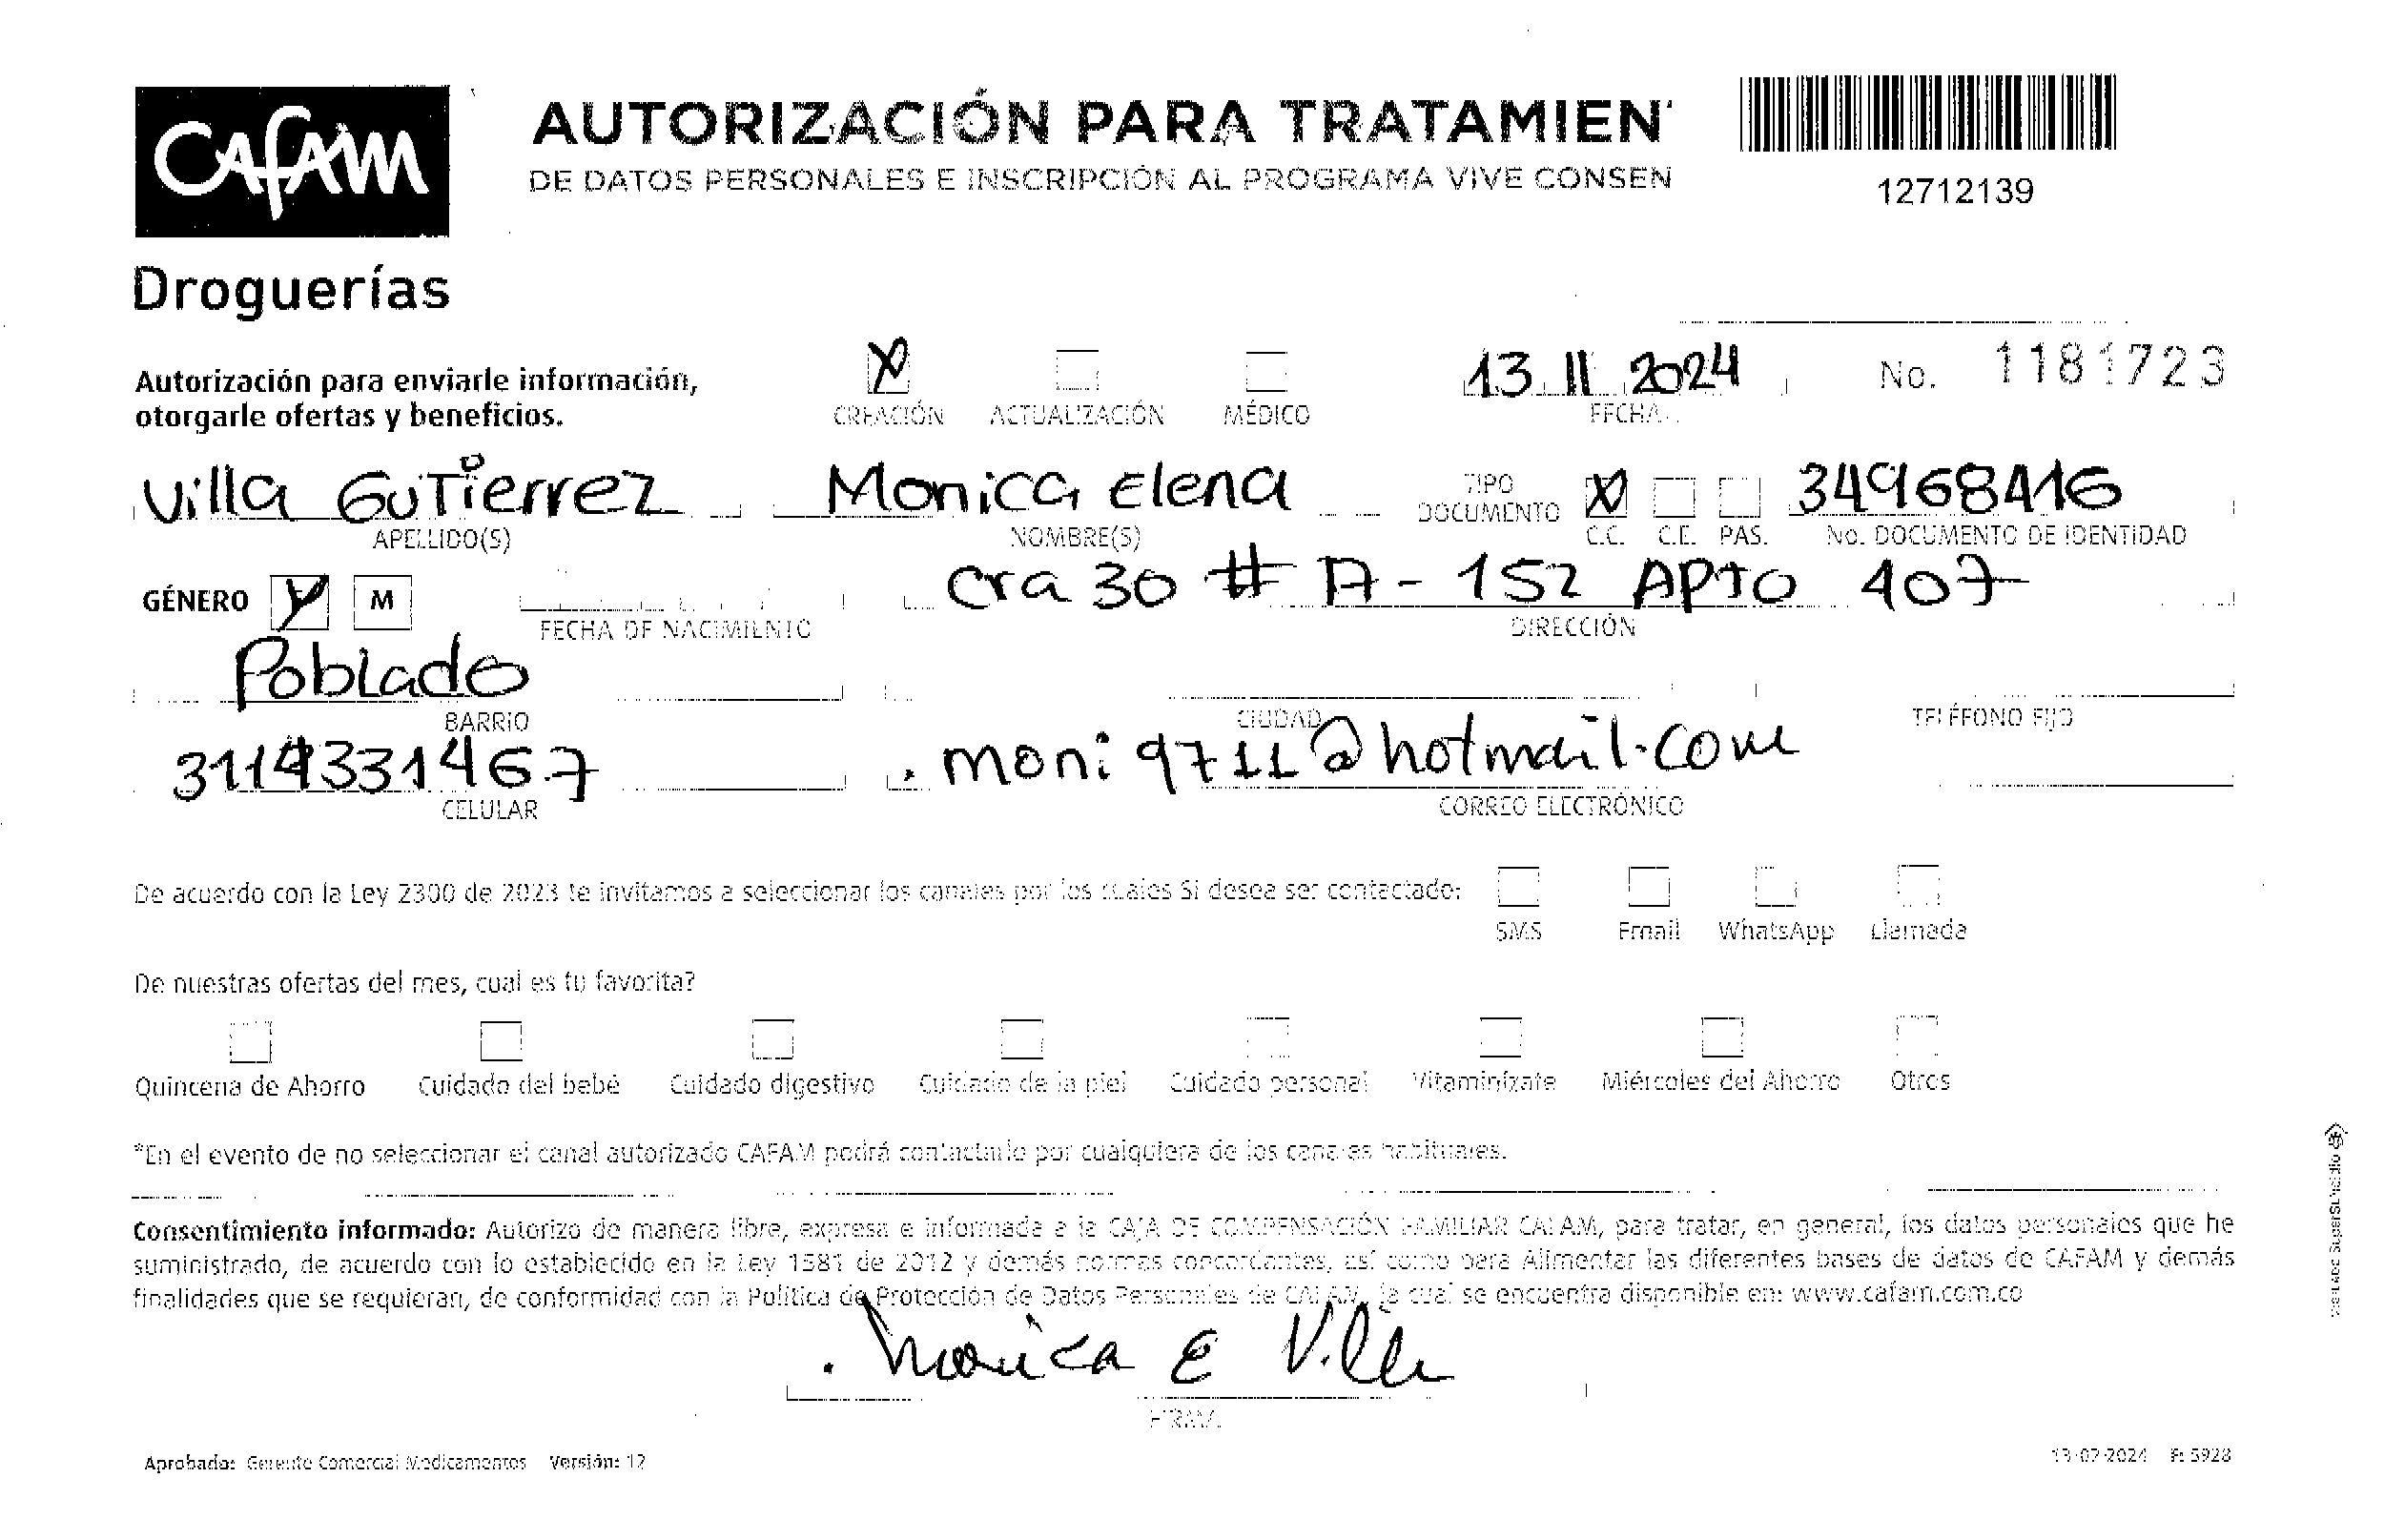 CAFAM
AUTORIZACIÓN PARA TRATAMIEN
DE DATOS PERSONALES E INSCRIPCIÓN AL PROGRAMA VIVE CONSEN
12712139
Droguerías
Autorización para enviarle información,
otorgarle ofertas y beneficios.
X
CREACIÓN ACTUALIZACIÓN MÉDICO
13 11 2024
FECHA
No. 1181723
Villa GuTierrez Monica Elena
TIPO DOCUMENTO X 34968416
APELLIDO(S) NOMBRE(S) C.C. C.E. PAS. No. DOCUMENTO DE IDENTIDAD
GÉNERO M cra 30 # A - 152 APTO 407
FECHA DE NACIMIENTO DIRECCIÓN
Poblado
BARRIO CIUDAD TELÉFONO FIJO
3114331467 moni9711@hotmail.com
CELULAR CORREO ELECTRÓNICO
De acuerdo con la Ley 2300 de 2023 te invitamos a seleccionar los canales por los cuales SI desea ser contactado:
SMS Email WhatsApp Llamada
De nuestras ofertas del mes, cual es tu favorita?
Quincena de Ahorro Cuidado del bebé Cuidado digestivo Cuidado de la piel Cuidado personal Vitamínizate Miércoles del Ahorro Otros
*En el evento de no seleccionar el canal autorizado CAFAM podrá contactarlo por cualquiera de los canales habituales.
Consentimiento informado: Autorizo de manera libre, expresa e informada a la CAJA DE COMPENSACIÓN FAMILIAR CAFAM, para tratar, en general, los datos personales que he
suministrado, de acuerdo con lo establecido en la Ley 1581 de 2012 y demás normas concordantes, así como para Alimentar las diferentes bases de datos de CAFAM y demás
finalidades que se requieran, de conformidad con la Política de Protección de Datos Personales de CAFAM, la cual se encuentra disponible en: www.cafam.com.co
Monica E Villa
FIRMA
Aprobado: Gerente Comercial Medicamentos Versión: 12
13-02-2024 F: 5928